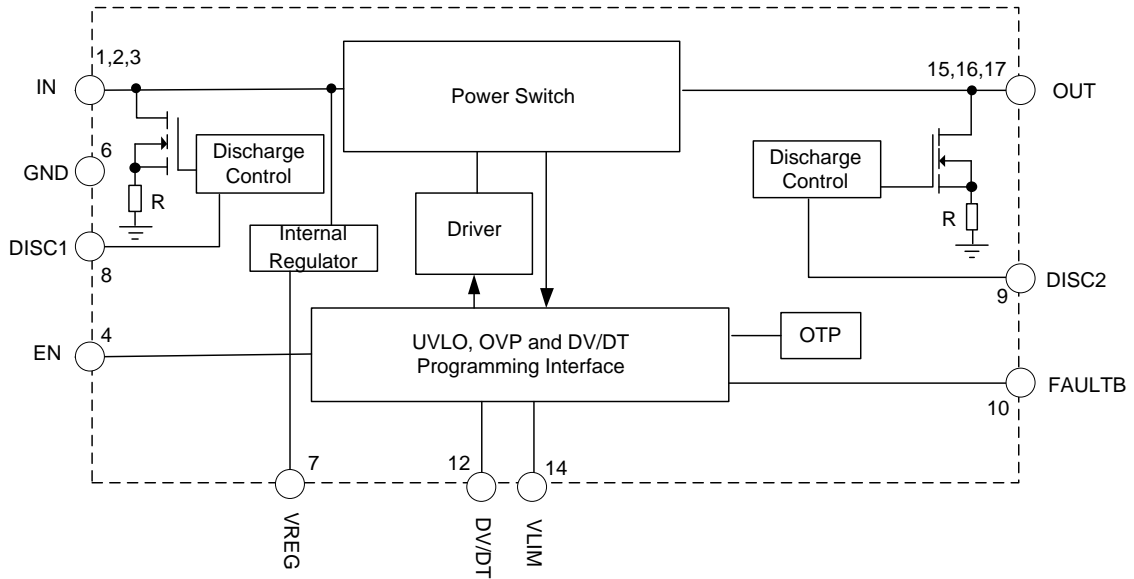 1,2,3
IN
Power Switch
15,16,17
OUT
6
GND
Discharge
Control
R
Discharge
Control
R
DISC1
8
Internal
Regulator
Driver
DISC2
9
EN
4
UVLO, OVP and DV/DT
Programming Interface
OTP
FAULTB
10
7
12
14
VREG
DV/DT
VLIM